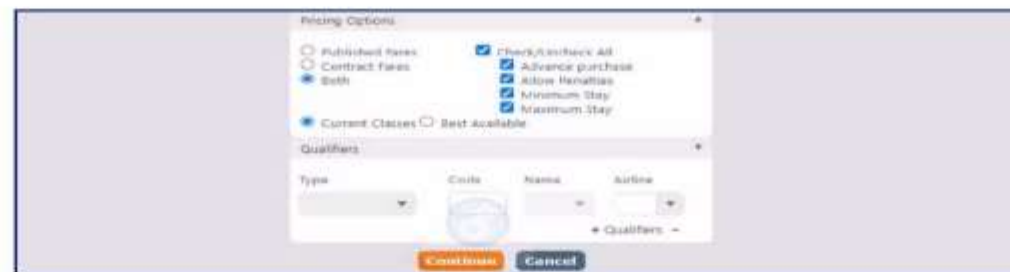 Pricing Options
Published Fares Check/Uncheck All
Contract Fares Advance purchase
Both Allow Penalties
Minimum Stay
Maximum Stay
Current Classes Best Available
Qualifiers
Type Code Name Airline
+ Qualifiers -
Continue Cancel